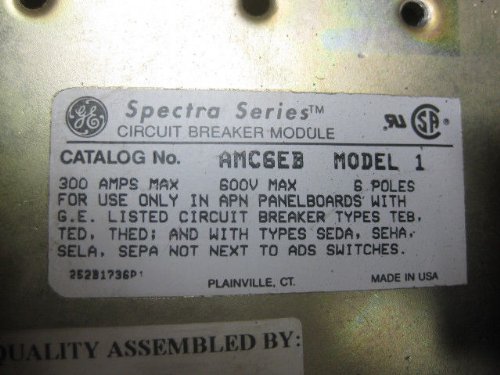 GE Spectra Series™
CIRCUIT BREAKER MODULE
CATALOG No. AMC6EB MODEL 1
300 AMPS MAX 600V MAX 6 POLES
FOR USE ONLY IN APN PANELBOARDS WITH
G.E. LISTED CIRCUIT BREAKER TYPES TEB,
TED, THED; AND WITH TYPES SEDA, SEHA,
SELA, SEPA NOT NEXT TO ADS SWITCHES.
252B1736P1
PLAINVILLE, CT. MADE IN USA
QUALITY ASSEMBLED BY: